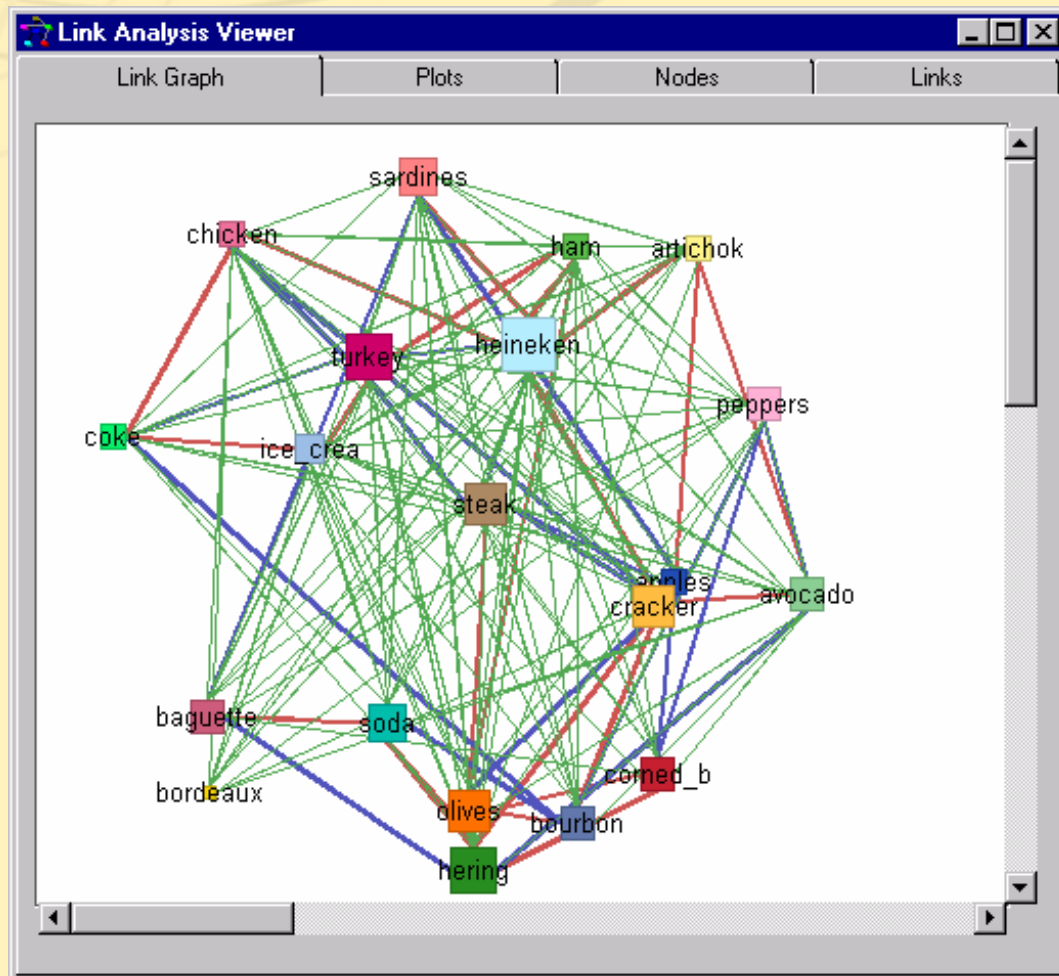 Link Analysis Viewer
Link Graph Plots Nodes Links
sardines
chicken
ham
artichok
turkey
heineken
peppers
coke
ice_crea
steak
apples
cracker
avocado
baguette
soda
corned_b
bordeaux
olives
bourbon
hering